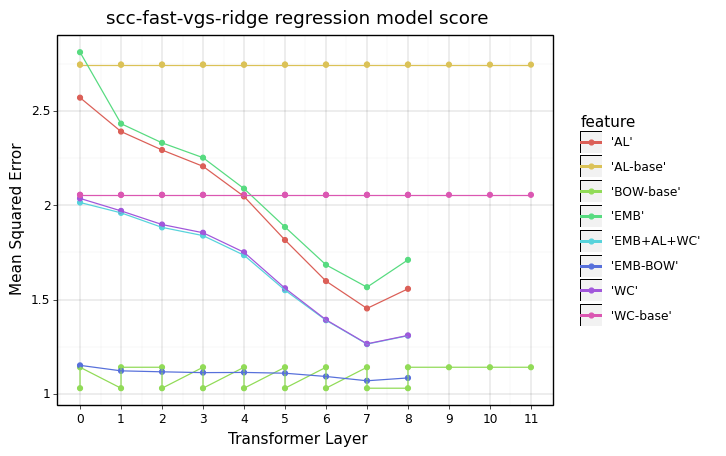 scc-fast-vgs-ridge regression model score
Mean Squared Error
2.5
2
1.5
1
0 1 2 3 4 5 6 7 8 9 10 11
Transformer Layer
feature
'AL'
'AL-base'
'BOW-base'
'EMB'
'EMB+AL+WC'
'EMB-BOW'
'WC'
'WC-base'